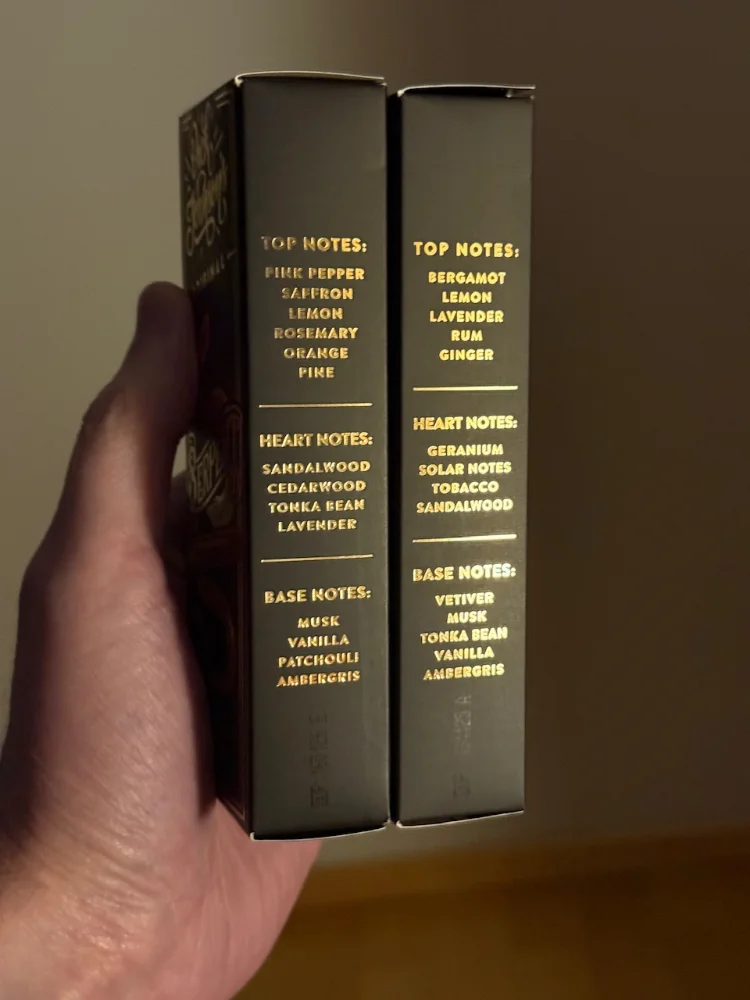 TOP NOTES:
PINK PEPPER
SAFFRON
LEMON
ROSEMARY
ORANGE
PINE
HEART NOTES:
SANDALWOOD
CEDARWOOD
TONKA BEAN
LAVENDER
BASE NOTES:
MUSK
VANILLA
PATCHOULI
AMBERGRIS
TOP NOTES:
BERGAMOT
LEMON
LAVENDER
RUM
GINGER
HEART NOTES:
GERANIUM
SOLAR NOTES
TOBACCO
SANDALWOOD
BASE NOTES:
VETIVER
MUSK
TONKA BEAN
VANILLA
AMBERGRIS